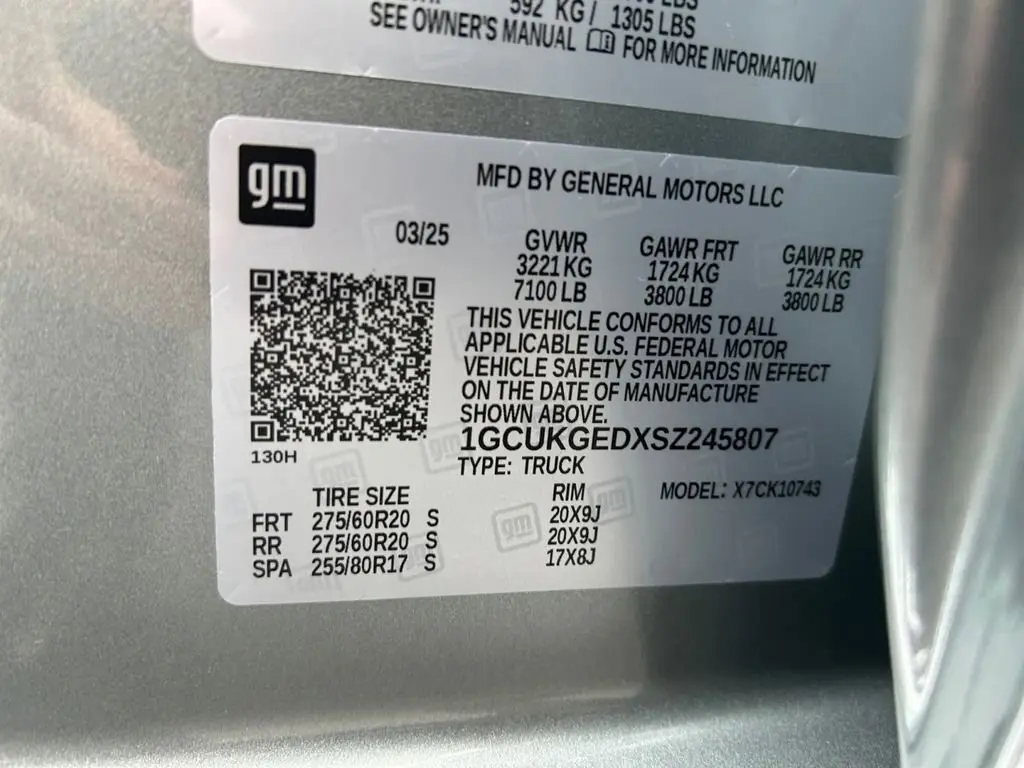 592 KG / 1305 LBS
SEE OWNER'S MANUAL FOR MORE INFORMATION
gm
MFD BY GENERAL MOTORS LLC
03/25
GVWR GAWR FRT GAWR RR
3221 KG 1724 KG 1724 KG
7100 LB 3800 LB 3800 LB
THIS VEHICLE CONFORMS TO ALL
APPLICABLE U.S. FEDERAL MOTOR
VEHICLE SAFETY STANDARDS IN EFFECT
ON THE DATE OF MANUFACTURE
SHOWN ABOVE.
1GCUKGEDXSZ245807
130H
TYPE: TRUCK
TIRE SIZE RIM MODEL: X7CK10743
FRT 275/60R20 S 20X9J
RR 275/60R20 S 20X9J
SPA 255/80R17 S 17X8J